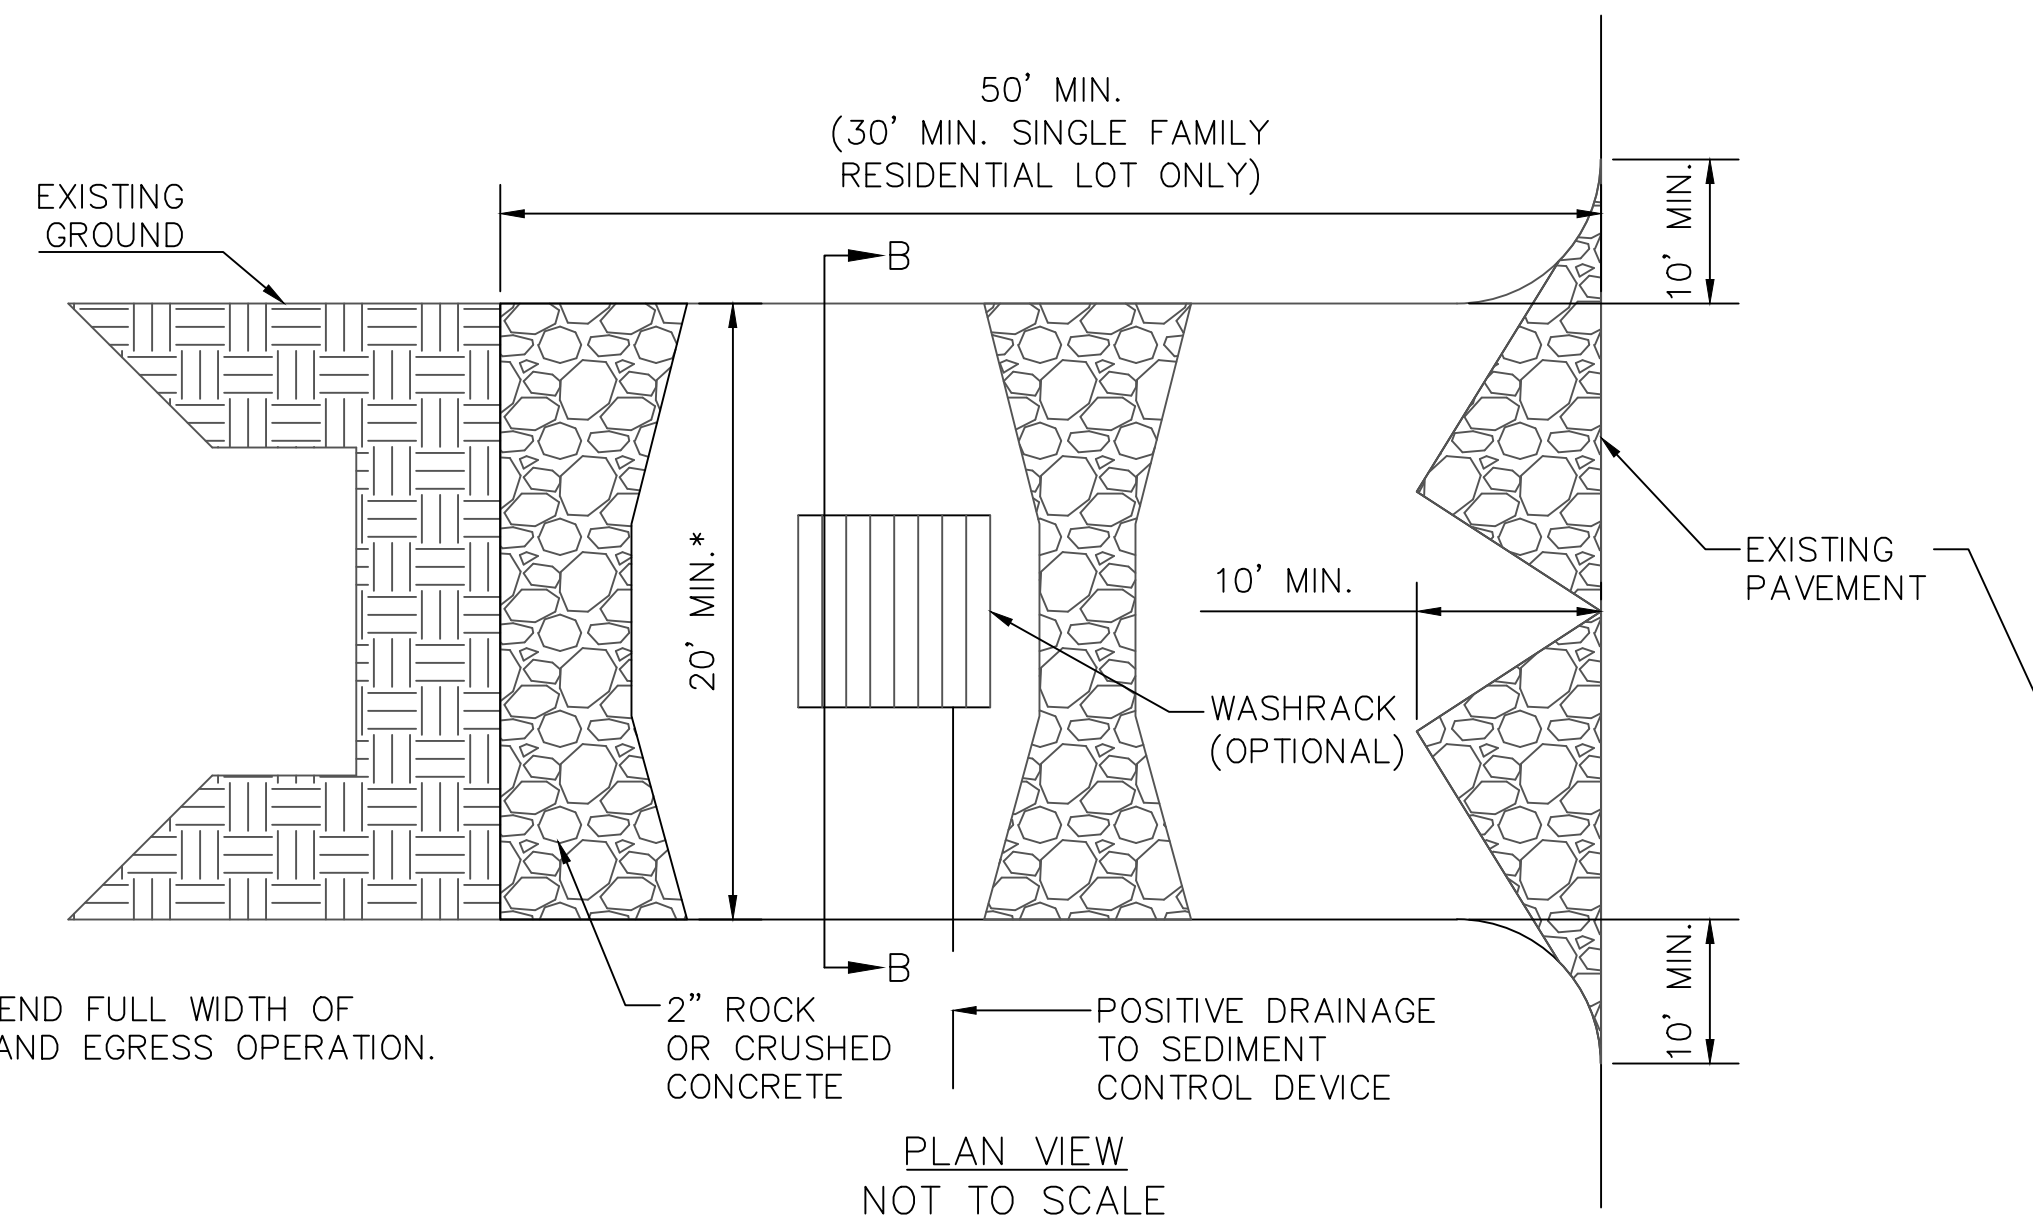 50' MIN.
(30' MIN. SINGLE FAMILY
RESIDENTIAL LOT ONLY)
EXISTING
GROUND
B
10' MIN.
20' MIN.*
10' MIN.
EXISTING
PAVEMENT
WASHRACK
(OPTIONAL)
B
10' MIN.
END FULL WIDTH OF
AND EGRESS OPERATION.
2" ROCK
OR CRUSHED
CONCRETE
POSITIVE DRAINAGE
TO SEDIMENT
CONTROL DEVICE
PLAN VIEW
NOT TO SCALE